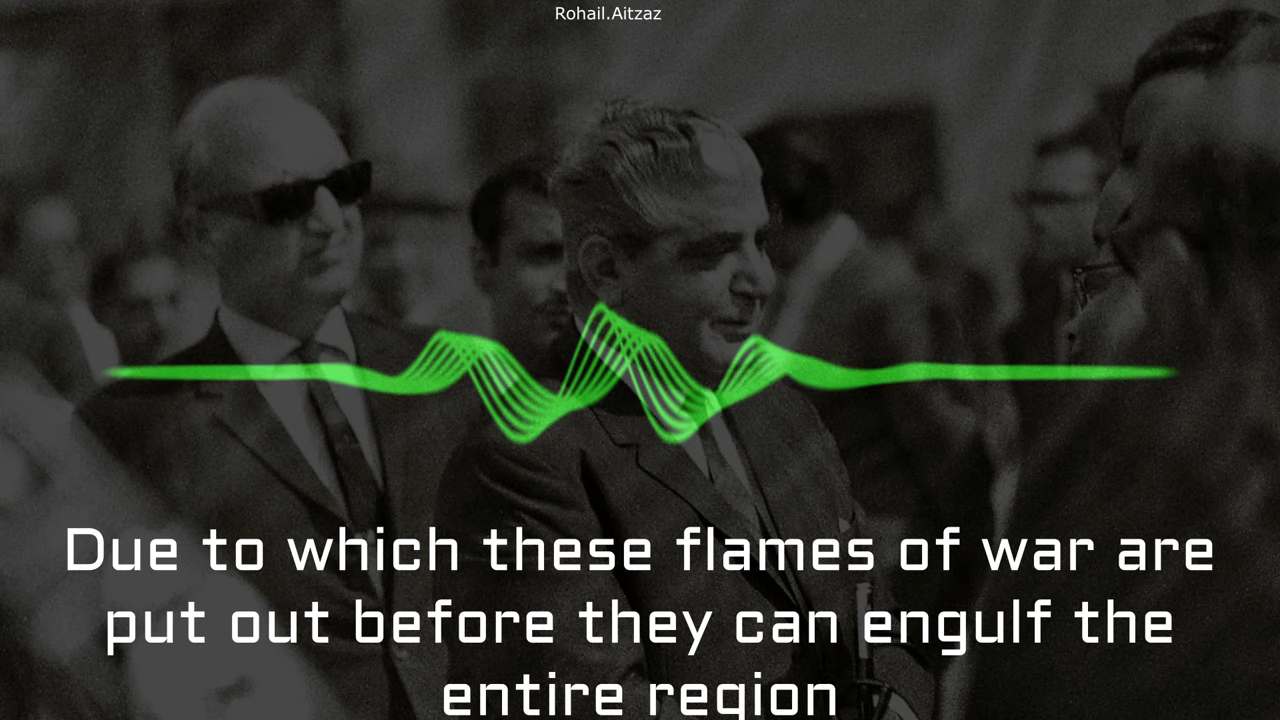 Rohail.Aitzaz
Due to which these flames of war are
put out before they can engulf the
entire region